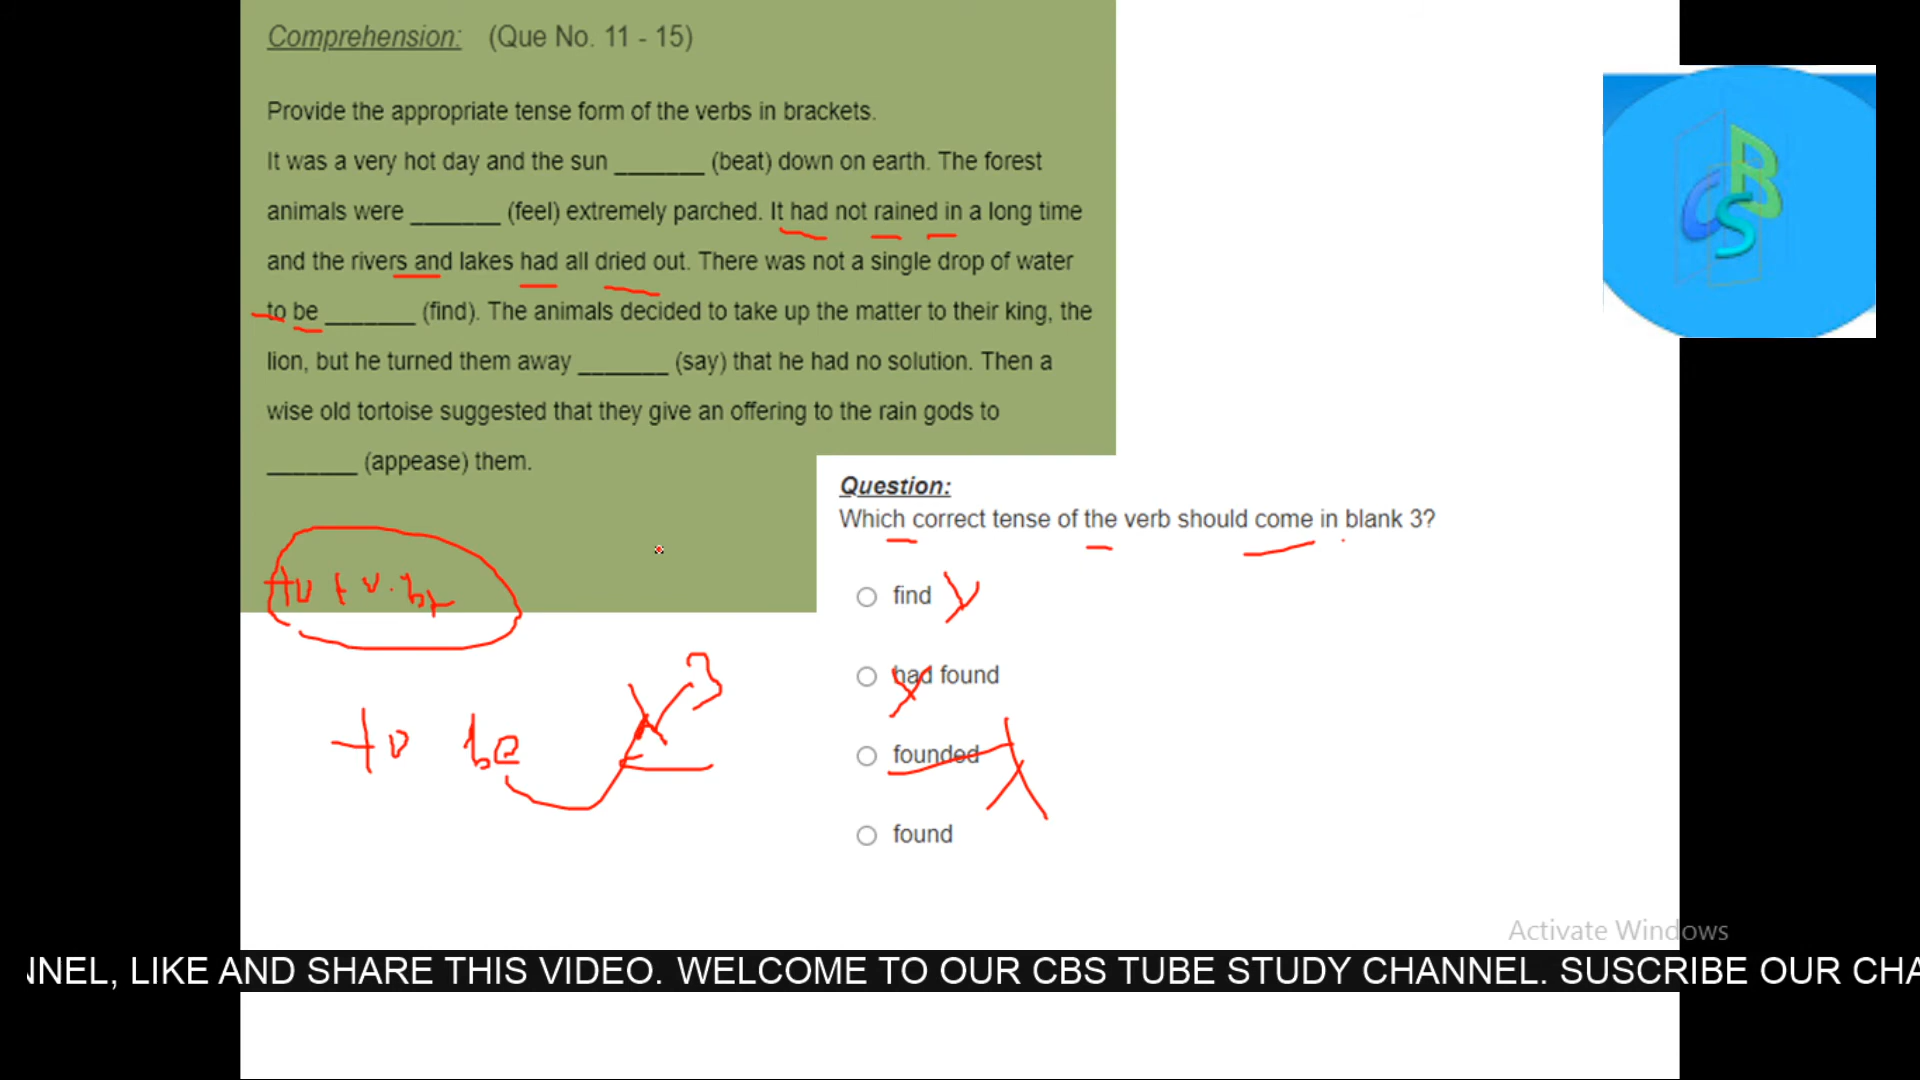 Comprehension: (Que No. 11 - 15)
Provide the appropriate tense form of the verbs in brackets.
It was a very hot day and the sun _______ (beat) down on earth. The forest
animals were _______ (feel) extremely parched. It had not rained in a long time
and the rivers and lakes had all dried out. There was not a single drop of water
to be _______ (find). The animals decided to take up the matter to their king, the
lion, but he turned them away _______ (say) that he had no solution. Then a
wise old tortoise suggested that they give an offering to the rain gods to
_______ (appease) them.
Question:
Which correct tense of the verb should come in blank 3?
find
had found
founded
found
to be
3
CBS
Activate Windows
NNEL, LIKE AND SHARE THIS VIDEO. WELCOME TO OUR CBS TUBE STUDY CHANNEL. SUSCRIBE OUR CHA